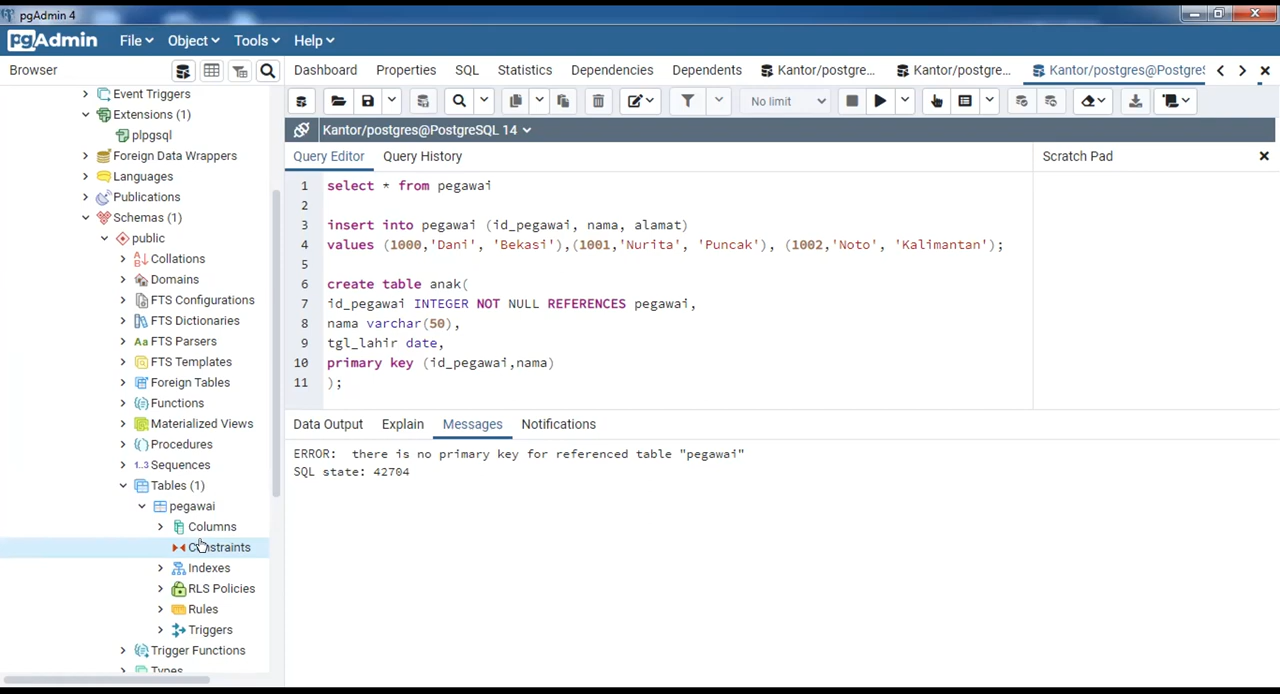 pgAdmin 4
pgAdmin File Object Tools Help
Browser
Dashboard Properties SQL Statistics Dependencies Dependents Kantor/postgre... Kantor/postgre... Kantor/postgres@PostgreS
No limit
Kantor/postgres@PostgreSQL 14
Query Editor Query History
Scratch Pad
Event Triggers
Extensions (1)
plpgsql
Foreign Data Wrappers
Languages
Publications
Schemas (1)
public
Collations
Domains
FTS Configurations
FTS Dictionaries
Aa FTS Parsers
FTS Templates
Foreign Tables
Functions
Materialized Views
Procedures
1..3 Sequences
Tables (1)
pegawai
Columns
Constraints
Indexes
RLS Policies
Rules
Triggers
Trigger Functions
Types
1 select * from pegawai
2
3 insert into pegawai (id_pegawai, nama, alamat)
4 values (1000,'Dani', 'Bekasi'),(1001,'Nurita', 'Puncak'), (1002,'Noto', 'Kalimantan');
5
6 create table anak(
7 id_pegawai INTEGER NOT NULL REFERENCES pegawai,
8 nama varchar(50),
9 tgl_lahir date,
10 primary key (id_pegawai,nama)
11 );
Data Output Explain Messages Notifications
ERROR: there is no primary key for referenced table "pegawai"
SQL state: 42704